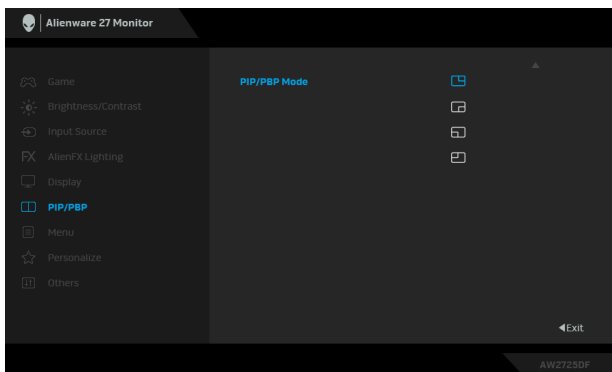 Alienware 27 Monitor
Game
Brightness/Contrast
Input Source
AlienFX Lighting
Display
PIP/PBP
Menu
Personalize
Others
PIP/PBP Mode
Exit
AW2725DF